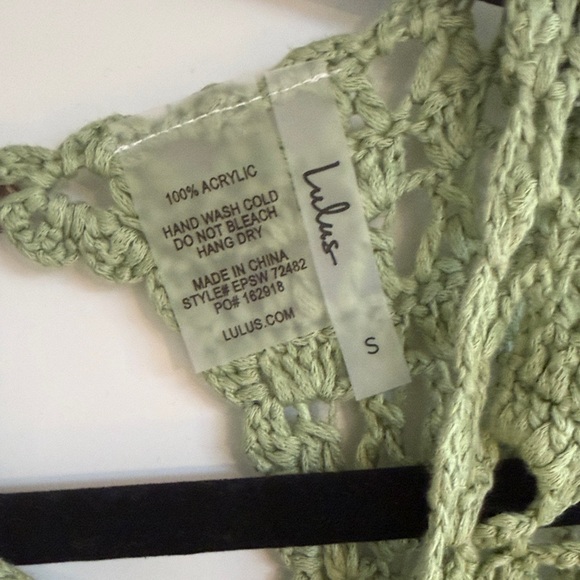 100% ACRYLIC
HAND WASH COLD
DO NOT BLEACH
HANG DRY
MADE IN CHINA
STYLE# EPSW 72482
PO# 162918
LULUS.COM
Lulus
S